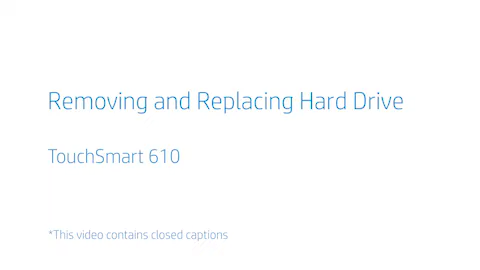 Removing and Replacing Hard Drive
TouchSmart 610
*This video contains closed captions